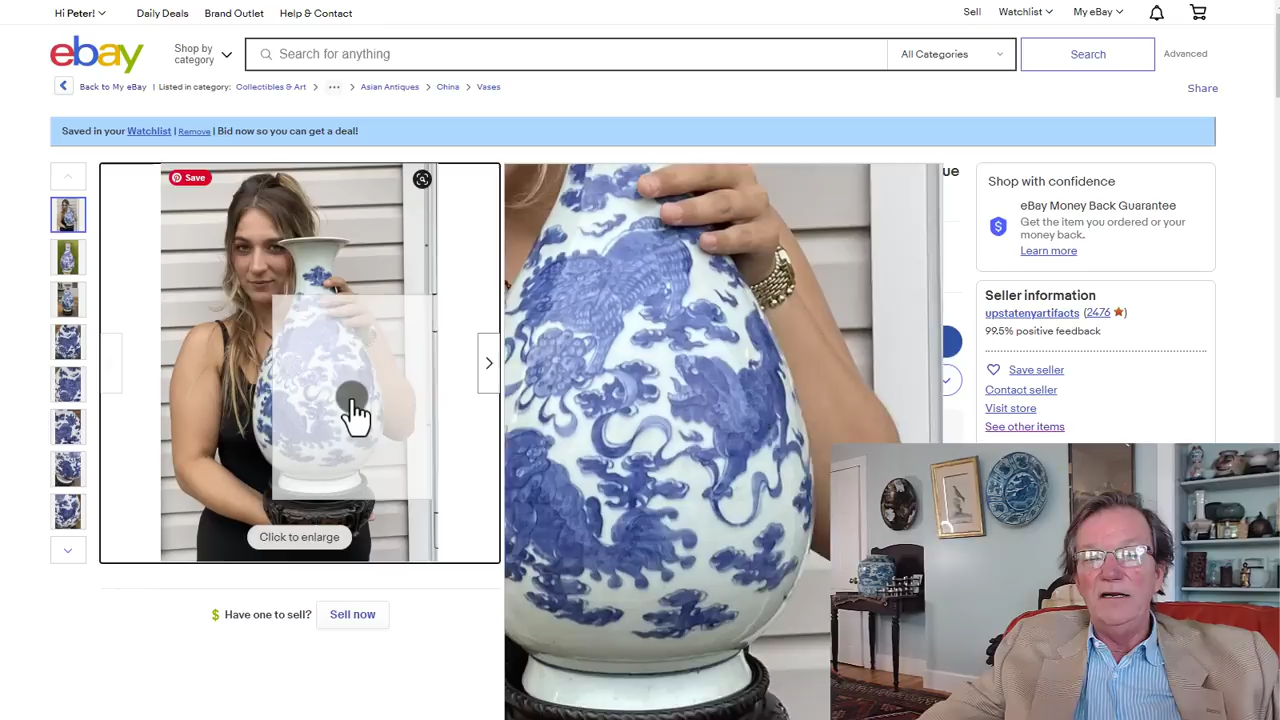 Hi Peter!
Daily Deals
Brand Outlet
Help & Contact
Sell
Watchlist
My eBay
ebay
Shop by
category
Search for anything
All Categories
Search
Advanced
Back to My eBay | Listed in category: Collectibles & Art > ... > Asian Antiques > China > Vases
Share
Saved in your Watchlist | Remove | Bid now so you can get a deal!
Save
Click to enlarge
Have one to sell?
Sell now
ue
Shop with confidence
eBay Money Back Guarantee
Get the item you ordered or your
money back.
Learn more
Seller information
upstatenyartifacts (2476 )
99.5% positive feedback
Save seller
Contact seller
Visit store
See other items